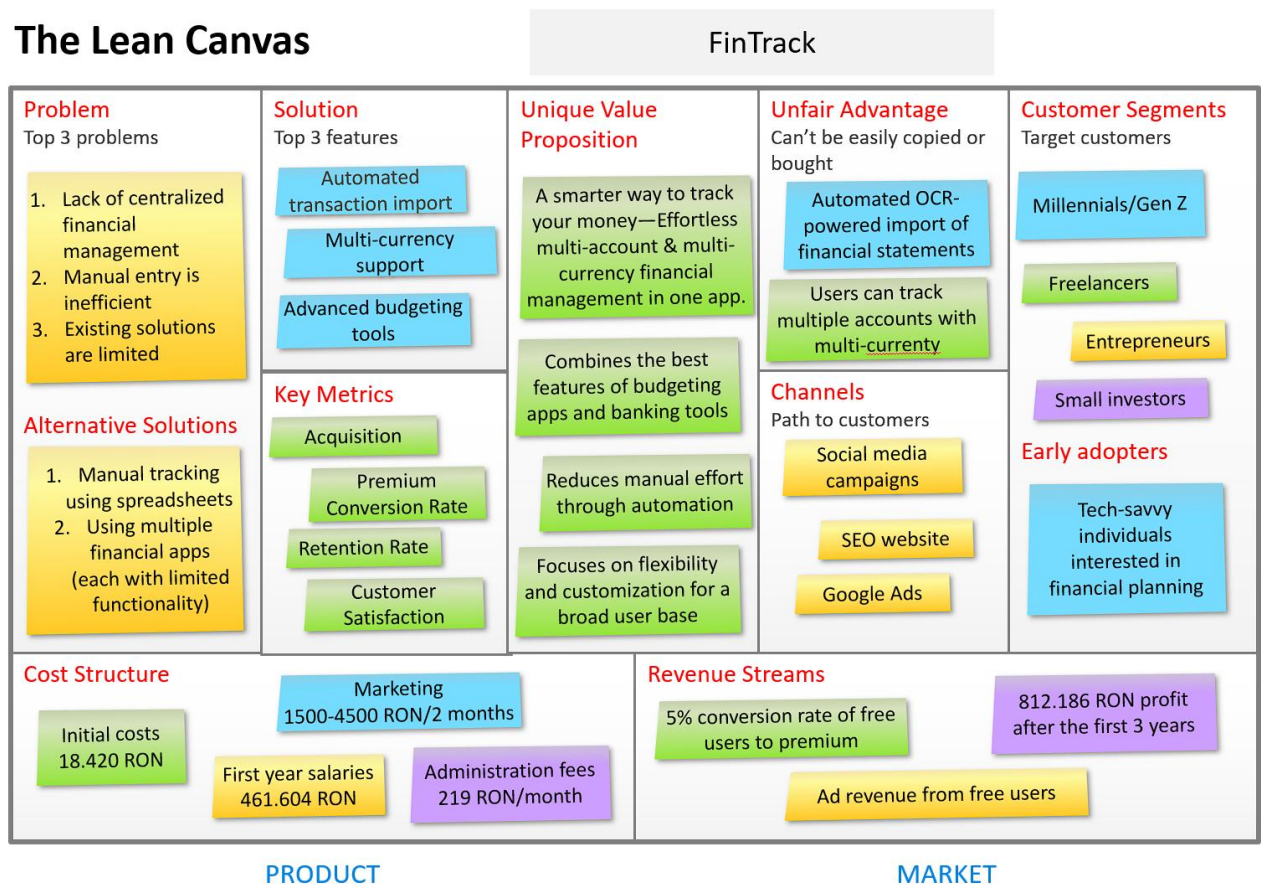 The Lean Canvas
FinTrack
Problem
Top 3 problems
1. Lack of centralized
financial
management
2. Manual entry is
inefficient
3. Existing solutions
are limited
Alternative Solutions
1. Manual tracking
using spreadsheets
2. Using multiple
financial apps
(each with limited
functionality)
Solution
Top 3 features
Automated
transaction import
Multi-currency
support
Advanced budgeting
tools
Key Metrics
Acquisition
Premium
Conversion Rate
Retention Rate
Customer
Satisfaction
Unique Value
Proposition
A smarter way to track
your money—Effortless
multi-account & multi-
currency financial
management in one app.
Combines the best
features of budgeting
apps and banking tools
Reduces manual effort
through automation
Focuses on flexibility
and customization for a
broad user base
Unfair Advantage
Can't be easily copied or
bought
Automated OCR-
powered import of
financial statements
Users can track
multiple accounts with
multi-currenty
Channels
Path to customers
Social media
campaigns
SEO website
Google Ads
Customer Segments
Target customers
Millennials/Gen Z
Freelancers
Entrepreneurs
Small investors
Early adopters
Tech-savvy
individuals
interested in
financial planning
Cost Structure
Initial costs
18.420 RON
Marketing
1500-4500 RON/2 months
First year salaries
461.604 RON
Administration fees
219 RON/month
Revenue Streams
5% conversion rate of free
users to premium
812.186 RON profit
after the first 3 years
Ad revenue from free users
PRODUCT
MARKET